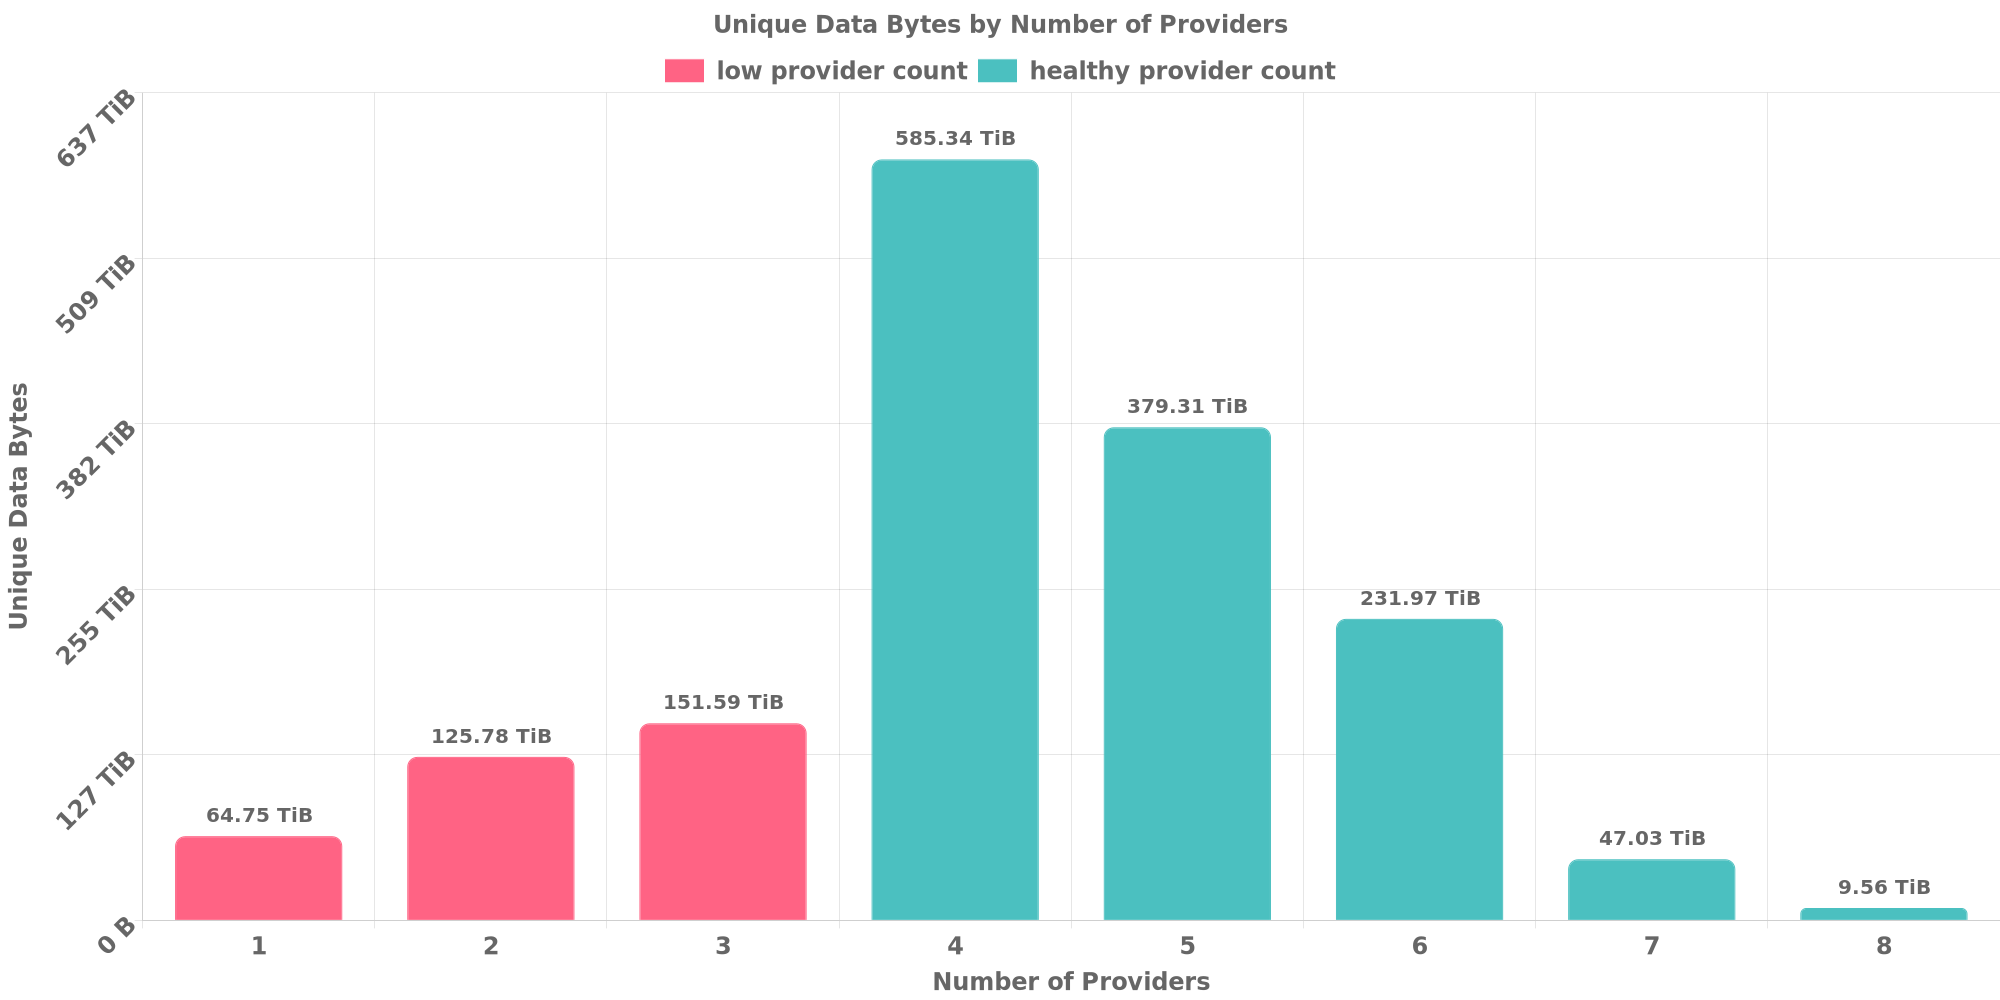 Unique Data Bytes by Number of Providers
low provider count healthy provider count
637 TiB
509 TiB
382 TiB
255 TiB
127 TiB
0 B
Unique Data Bytes
64.75 TiB
125.78 TiB
151.59 TiB
585.34 TiB
379.31 TiB
231.97 TiB
47.03 TiB
9.56 TiB
1 2 3 4 5 6 7 8
Number of Providers